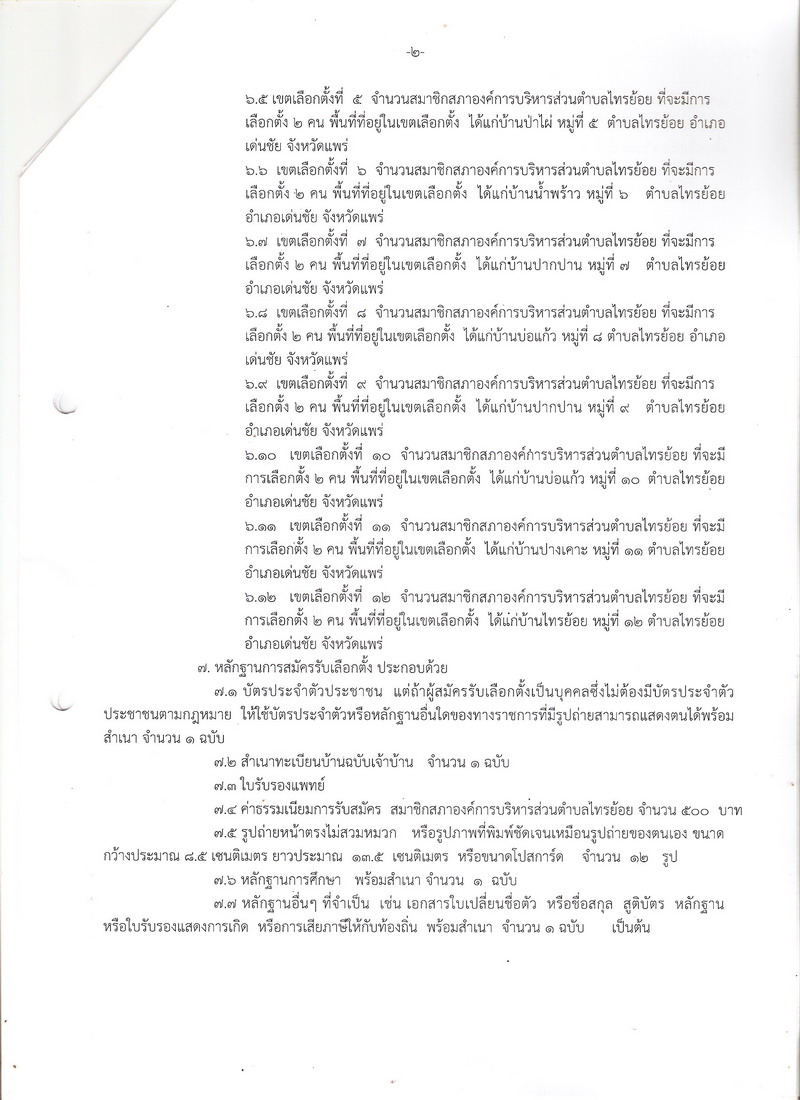 -๒-
๖.๕ เขตเลือกตั้งที่ ๕ จำนวนสมาชิกสภาองค์การบริหารส่วนตำบลไทรย้อย ที่จะมีการ
เลือกตั้ง ๒ คน พื้นที่ที่อยู่ในเขตเลือกตั้ง ได้แก่บ้านป่าไผ่ หมู่ที่ ๕ ตำบลไทรย้อย อำเภอ
เด่นชัย จังหวัดแพร่
๖.๖ เขตเลือกตั้งที่ ๖ จำนวนสมาชิกสภาองค์การบริหารส่วนตำบลไทรย้อย ที่จะมีการ
เลือกตั้ง ๒ คน พื้นที่ที่อยู่ในเขตเลือกตั้ง ได้แก่บ้านน้ำพร้าว หมู่ที่ ๖ ตำบลไทรย้อย
อำเภอเด่นชัย จังหวัดแพร่
๖.๗ เขตเลือกตั้งที่ ๗ จำนวนสมาชิกสภาองค์การบริหารส่วนตำบลไทรย้อย ที่จะมีการ
เลือกตั้ง ๒ คน พื้นที่ที่อยู่ในเขตเลือกตั้ง ได้แก่บ้านปากปาน หมู่ที่ ๗ ตำบลไทรย้อย
อำเภอเด่นชัย จังหวัดแพร่
๖.๘ เขตเลือกตั้งที่ ๘ จำนวนสมาชิกสภาองค์การบริหารส่วนตำบลไทรย้อย ที่จะมีการ
เลือกตั้ง ๒ คน พื้นที่ที่อยู่ในเขตเลือกตั้ง ได้แก่บ้านบ่อแก้ว หมู่ที่ ๘ ตำบลไทรย้อย อำเภอ
เด่นชัย จังหวัดแพร่
๖.๙ เขตเลือกตั้งที่ ๙ จำนวนสมาชิกสภาองค์การบริหารส่วนตำบลไทรย้อย ที่จะมีการ
เลือกตั้ง ๒ คน พื้นที่ที่อยู่ในเขตเลือกตั้ง ได้แก่บ้านปากปาน หมู่ที่ ๙ ตำบลไทรย้อย
อำเภอเด่นชัย จังหวัดแพร่
๖.๑๐ เขตเลือกตั้งที่ ๑๐ จำนวนสมาชิกสภาองค์การบริหารส่วนตำบลไทรย้อย ที่จะมี
การเลือกตั้ง ๒ คน พื้นที่ที่อยู่ในเขตเลือกตั้ง ได้แก่บ้านบ่อแก้ว หมู่ที่ ๑๐ ตำบลไทรย้อย
อำเภอเด่นชัย จังหวัดแพร่
๖.๑๑ เขตเลือกตั้งที่ ๑๑ จำนวนสมาชิกสภาองค์การบริหารส่วนตำบลไทรย้อย ที่จะมี
การเลือกตั้ง ๒ คน พื้นที่ที่อยู่ในเขตเลือกตั้ง ได้แก่บ้านปางเคาะ หมู่ที่ ๑๑ ตำบลไทรย้อย
อำเภอเด่นชัย จังหวัดแพร่
๖.๑๒ เขตเลือกตั้งที่ ๑๒ จำนวนสมาชิกสภาองค์การบริหารส่วนตำบลไทรย้อย ที่จะมี
การเลือกตั้ง ๒ คน พื้นที่ที่อยู่ในเขตเลือกตั้ง ได้แก่บ้านไทรย้อย หมู่ที่ ๑๒ ตำบลไทรย้อย
อำเภอเด่นชัย จังหวัดแพร่
๗. หลักฐานการสมัครรับเลือกตั้ง ประกอบด้วย
๗.๑ บัตรประจำตัวประชาชน แต่ถ้าผู้สมัครรับเลือกตั้งเป็นบุคคลซึ่งไม่ต้องมีบัตรประจำตัว
ประชาชนตามกฎหมาย ให้ใช้บัตรประจำตัวหรือหลักฐานอื่นใดของทางราชการที่มีรูปถ่ายสามารถแสดงตนได้พร้อม
สำเนา จำนวน ๑ ฉบับ
๗.๒ สำเนาทะเบียนบ้านฉบับเจ้าบ้าน จำนวน ๑ ฉบับ
๗.๓ ใบรับรองแพทย์
๗.๔ ค่าธรรมเนียมการรับสมัคร สมาชิกสภาองค์การบริหารส่วนตำบลไทรย้อย จำนวน ๕๐๐ บาท
๗.๕ รูปถ่ายหน้าตรงไม่สวมหมวก หรือรูปภาพที่พิมพ์ชัดเจนเหมือนรูปถ่ายของตนเอง ขนาด
กว้างประมาณ ๘.๕ เซนติเมตร ยาวประมาณ ๑๓.๕ เซนติเมตร หรือขนาดโปสการ์ด จำนวน ๑๒ รูป
๗.๖ หลักฐานการศึกษา พร้อมสำเนา จำนวน ๑ ฉบับ
๗.๗ หลักฐานอื่นๆ ที่จำเป็น เช่น เอกสารใบเปลี่ยนชื่อตัว หรือชื่อสกุล สูติบัตร หลักฐาน
หรือใบรับรองแสดงการเกิด หรือการเสียภาษีให้กับท้องถิ่น พร้อมสำเนา จำนวน ๑ ฉบับ เป็นต้น